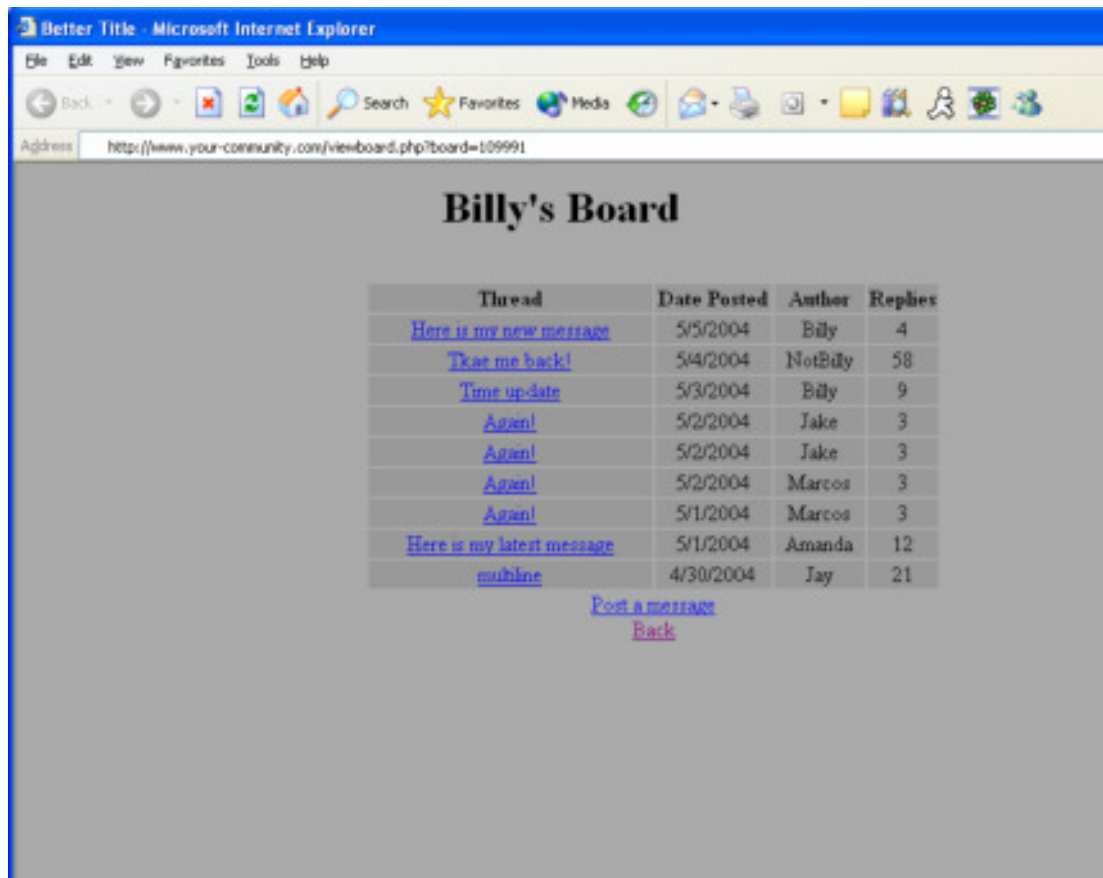 Better Title - Microsoft Internet Explorer
File Edit View Favorites Tools Help
Back Search Favorites Media
Address http://www.your-community.com/viewboard.php?board=109991
Billy's Board
Thread Date Posted Author Replies
Here is my new message 5/5/2004 Billy 4
Tkae me back! 5/4/2004 NotBilly 58
Time update 5/3/2004 Billy 9
Again! 5/2/2004 Jake 3
Again! 5/2/2004 Jake 3
Again! 5/2/2004 Marcos 3
Again! 5/1/2004 Marcos 3
Here is my latest message 5/1/2004 Amanda 12
multiline 4/30/2004 Jay 21
Post a message
Back